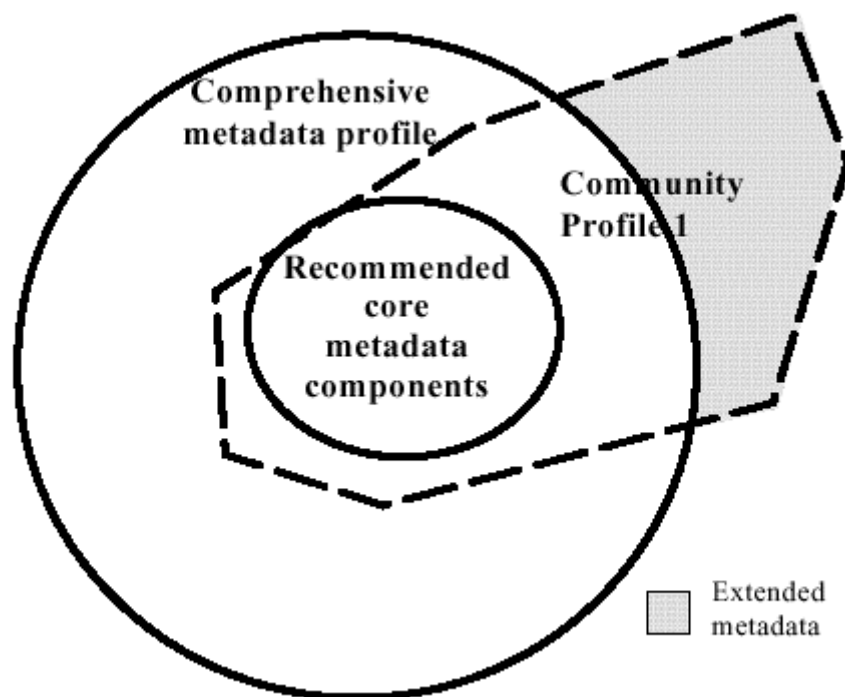 Comprehensive
metadata profile
Community
Profile 1
Recommended
core
metadata
components
Extended
metadata